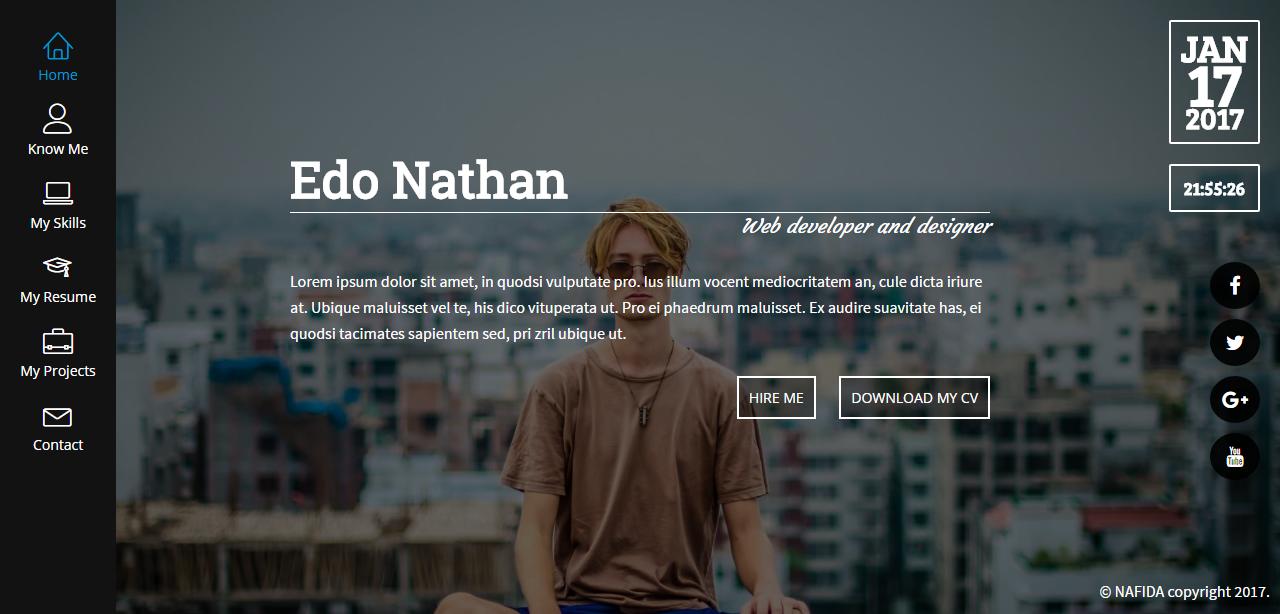 Home
Know Me
My Skills
My Resume
My Projects
Contact
Edo Nathan
Web developer and designer
Lorem ipsum dolor sit amet, in quodsi vulputate pro. Ius illum vocent mediocritatem an, cule dicta iriure
at. Ubique maluisset vel te, his dico vituperata ut. Pro ei phaedrum maluisset. Ex audire suavitate has, ei
quodsi tacimates sapientem sed, pri zril ubique ut.
HIRE ME
DOWNLOAD MY CV
JAN
17
2017
21:55:26
G+
You
Tube
© NAFIDA copyright 2017.